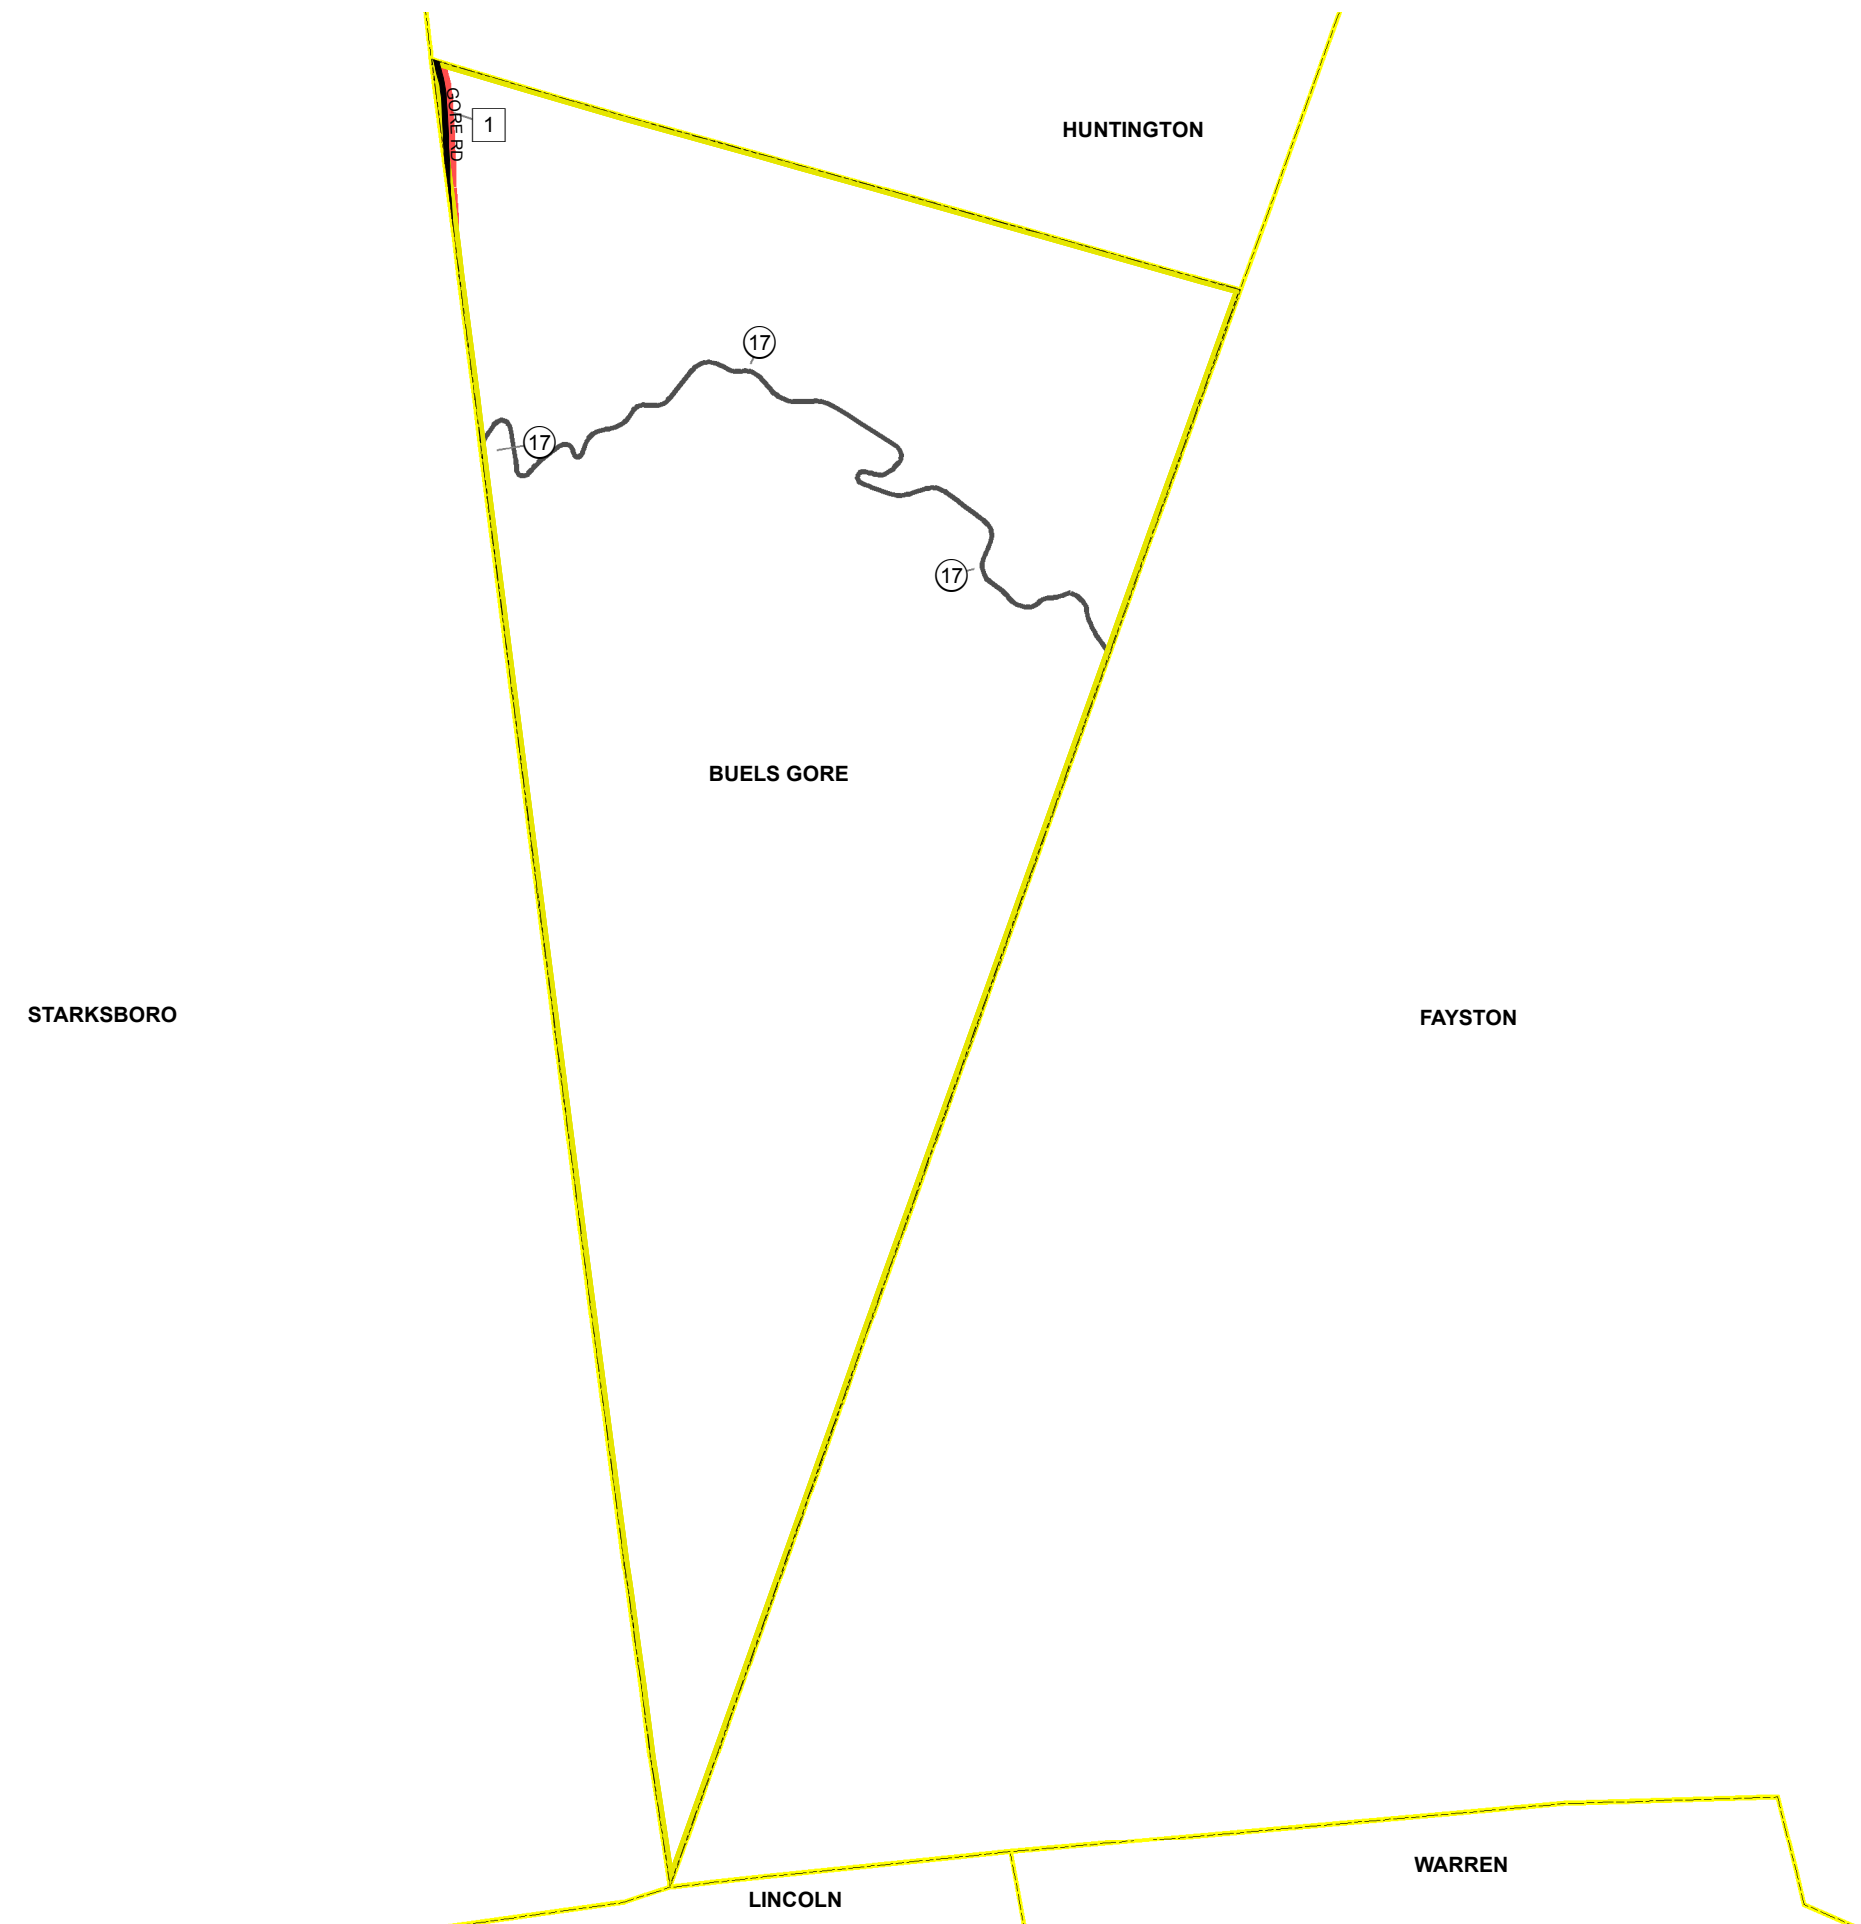 GORE RD
1
HUNTINGTON
17
17
17
BUELS GORE
STARKSBORO
FAYSTON
WARREN
LINCOLN